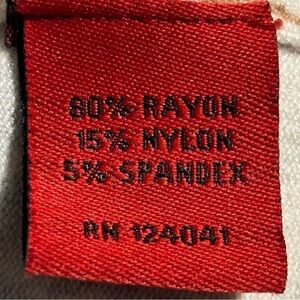 80% RAYON
15% NYLON
5% SPANDEX
RN 124041